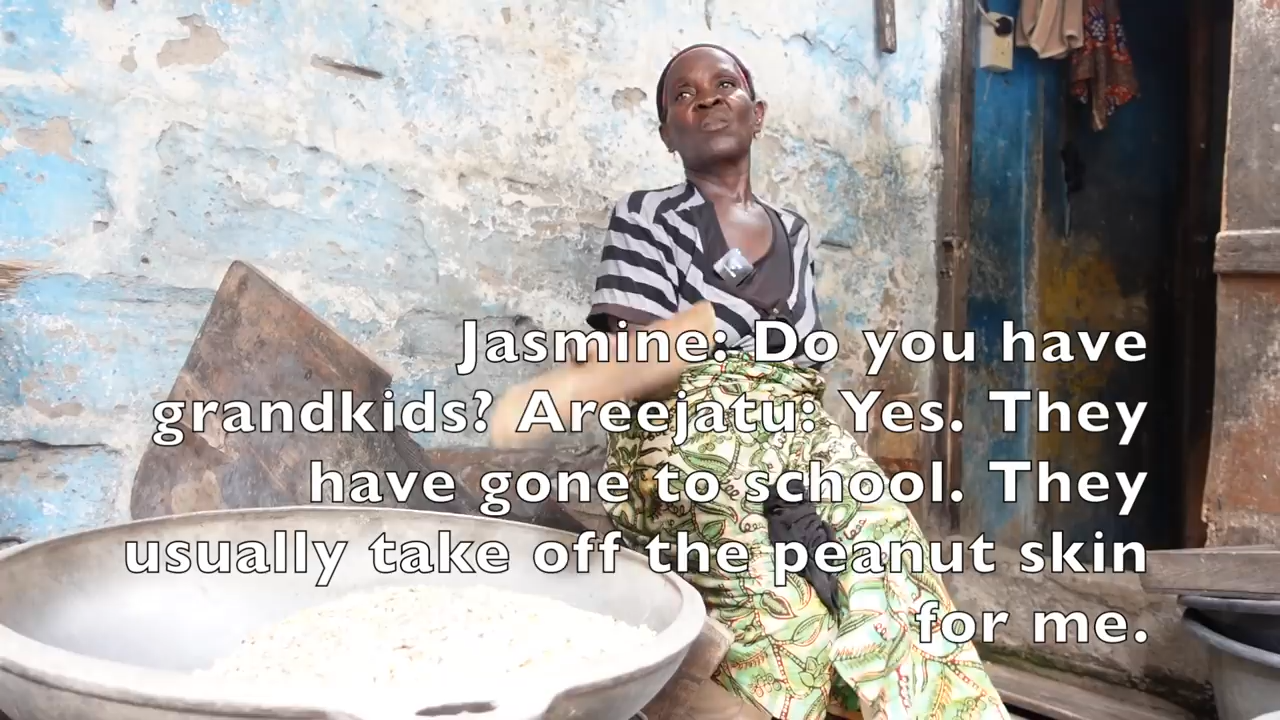 Jasmine: Do you have
grandkids? Areejatu: Yes. They
have gone to school. They
usually take off the peanut skin
for me.